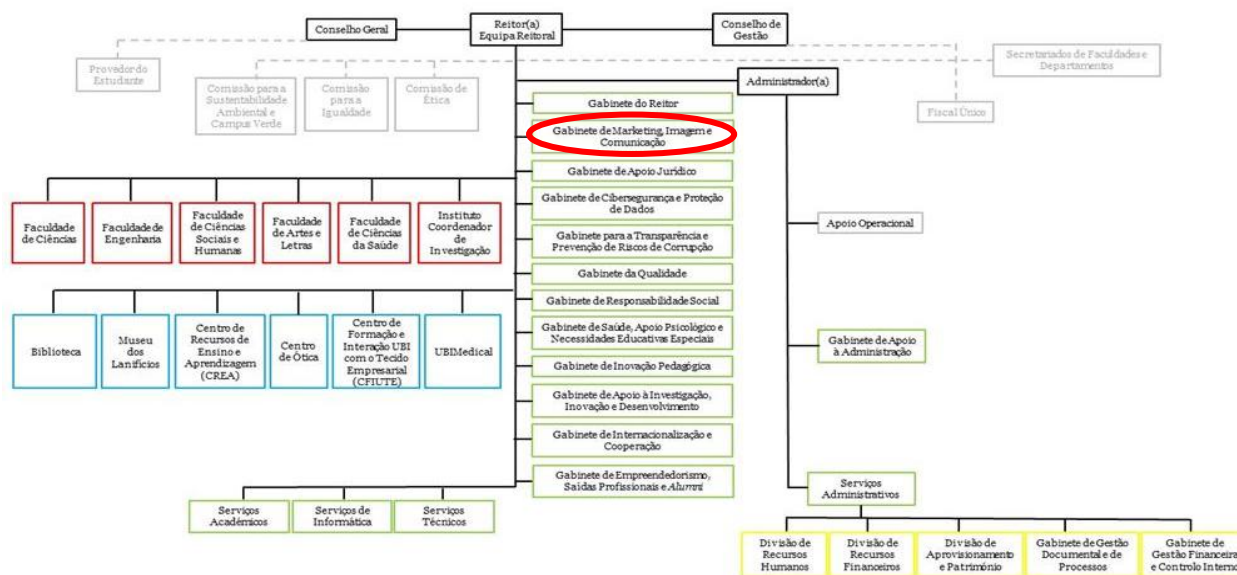 Conselho Geral
Reitor(a)
Equipa Reitoral
Conselho de
Gestão
Provedor do
Estudante
Comissão para a
Sustentabilidade
Ambiental e
Campus Verde
Comissão
para a
Igualdade
Comissão de
Ética
Secretariados de Faculdades e
Departamentos
Administrador(a)
Fiscal Único
Gabinete do Reitor
Gabinete de Marketing, Imagem e
Comunicação
Gabinete de Apoio Jurídico
Gabinete de Cibersegurança e Proteção
de Dados
Gabinete para a Transparência e
Prevenção de Riscos de Corrupção
Gabinete da Qualidade
Gabinete de Responsabilidade Social
Gabinete de Saúde, Apoio Psicológico e
Necessidades Educativas Especiais
Gabinete de Inovação Pedagógica
Gabinete de Apoio à Investigação,
Inovação e Desenvolvimento
Gabinete de Internacionalização e
Cooperação
Gabinete de Empreendedorismo,
Saídas Profissionais e Alumni
Faculdade
de Ciências
Faculdade de
Engenharia
Faculdade
de Ciências
Sociais e
Humanas
Faculdade
de Artes e
Letras
Faculdade
de Ciências
da Saúde
Instituto
Coordenador
de
Investigação
Biblioteca
Museu
dos
Lanifícios
Centro de
Recursos de
Ensino e
Aprendizagem
(CREA)
Centro
de Ótica
Centro de
Formação e
Interação UBI
com o Tecido
Empresarial
(CFIUTE)
UBIMedical
Serviços
Académicos
Serviços de
Informática
Serviços
Técnicos
Apoio Operacional
Gabinete de Apoio
à Administração
Serviços
Administrativos
Divisão de
Recursos
Humanos
Divisão de
Recursos
Financeiros
Divisão de
Aprovisionamento
e Património
Gabinete de Gestão
Documental e de
Processos
Gabinete de
Gestão Financeira
e Controlo Interno